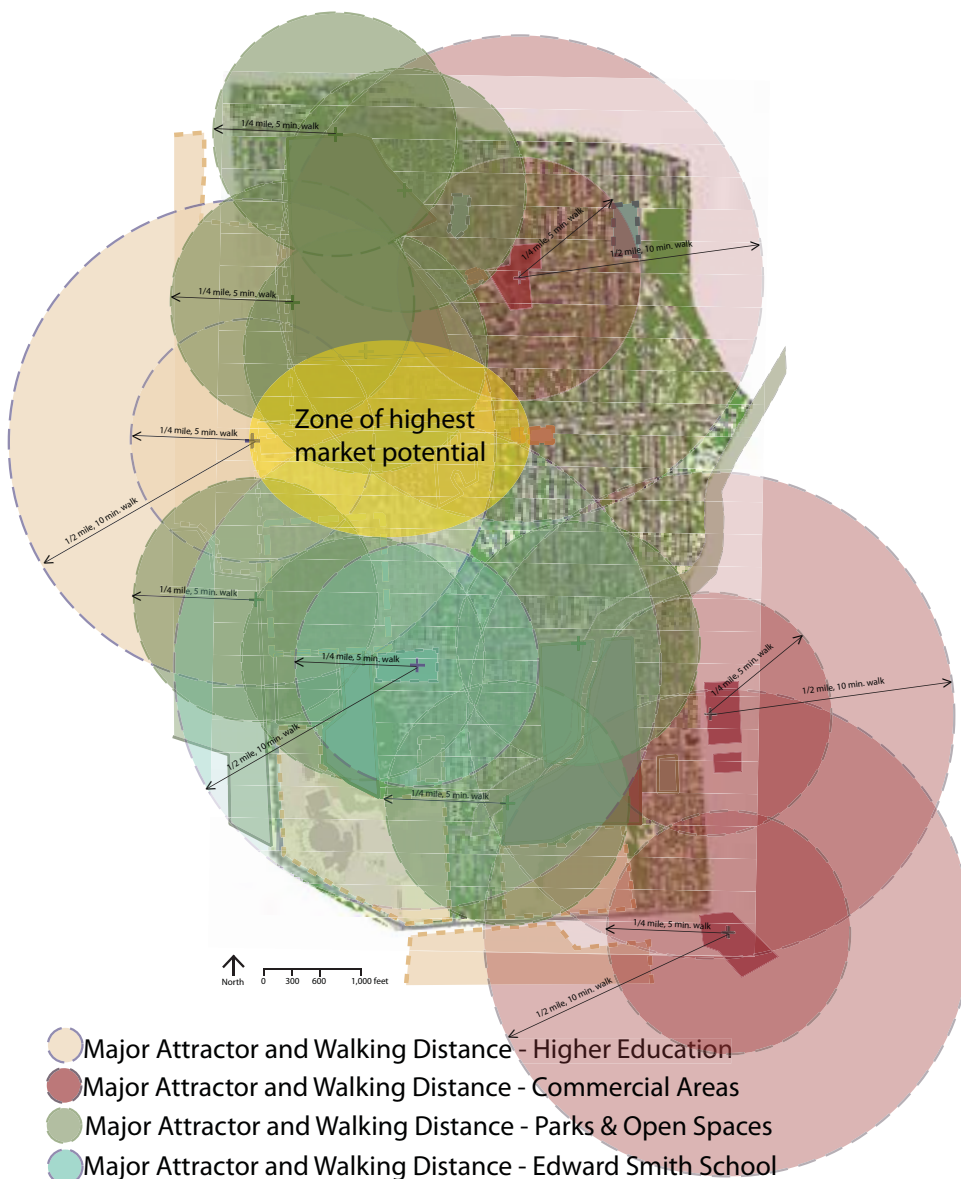 1/4 mile, 5 min. walk
1/4 mile, 5 min. walk
1/2 mile, 10 min. walk
1/4 mile, 5 min. walk
Zone of highest
market potential
1/4 mile, 5 min. walk
1/2 mile, 10 min. walk
1/4 mile, 5 min. walk
1/4 mile, 5 min. walk
1/4 mile, 5 min. walk
1/2 mile, 10 min. walk
1/2 mile, 10 min. walk
1/4 mile, 5 min. walk
1/4 mile, 5 min. walk
1/2 mile, 10 min. walk
North
0 300 600 1,000 feet
Major Attractor and Walking Distance - Higher Education
Major Attractor and Walking Distance - Commercial Areas
Major Attractor and Walking Distance - Parks & Open Spaces
Major Attractor and Walking Distance - Edward Smith School